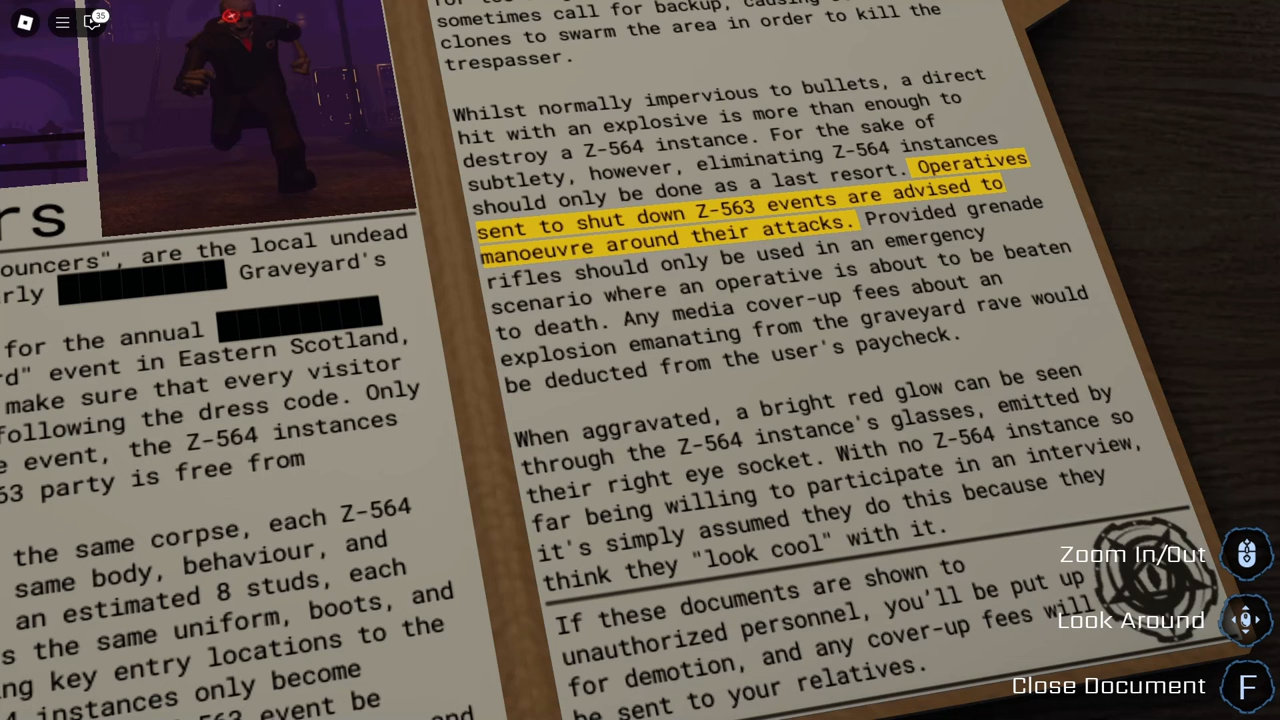 35
rs
ouncers", are the local undead
rly Graveyard's
for the annual
rd" event in Eastern Scotland,
make sure that every visitor
following the dress code. Only
e event, the Z-564 instances
63 party is free from
the same corpse, each Z-564
same body, behaviour, and
an estimated 8 studs, each
s the same uniform, boots, and
ng key entry locations to the
4 instances only become
563 event be
and
sometimes call for backup, causing
clones to swarm the area in order to kill the
trespasser.
Whilst normally impervious to bullets, a direct
hit with an explosive is more than enough to
destroy a Z-564 instance. For the sake of
subtlety, however, eliminating Z-564 instances
should only be done as a last resort. Operatives
sent to shut down Z-563 events are advised to
manoeuvre around their attacks. Provided grenade
rifles should only be used in an emergency
scenario where an operative is about to be beaten
to death. Any media cover-up fees about an
explosion emanating from the graveyard rave would
be deducted from the user's paycheck.
When aggravated, a bright red glow can be seen
through the Z-564 instance's glasses, emitted by
their right eye socket. With no Z-564 instance so
far being willing to participate in an interview,
it's simply assumed they do this because they
think they "look cool" with it.
If these documents are shown to
unauthorized personnel, you'll be put up
for demotion, and any cover-up fees will
be sent to your relatives.
Zoom In/Out
Look Around
Close Document F